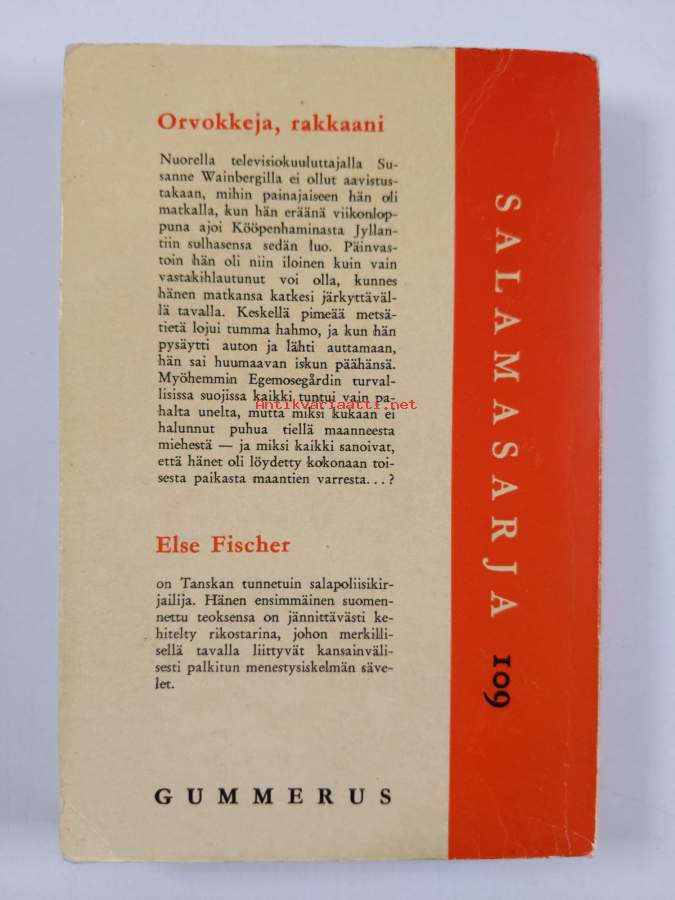 Orvokkeja, rakkaani
Nuorella televisiokuuluttajalla Su-
sanne Wainbergilla ei ollut aavistus-
takaan, mihin painajaiseen hän oli
matkalla, kun hän eräänä viikonlop-
puna ajoi Kööpenhaminasta Jyllan-
tiin sulhasensa sedän luo. Päinvas-
toin hän oli niin iloinen kuin vain
vastakihlautunut voi olla, kunnes
hänen matkansa katkesi järkyttäväl-
lä tavalla. Keskellä pimeää metsä-
tietä lojui tumma hahmo, ja kun hän
pysäytti auton ja lähti auttamaan,
hän sai huumaavan iskun päähänsä.
Myöhemmin Egemosegårdin turval-
lisissa suojissa kaikki tuntui vain pa-
halta unelta, mutta miksi kukaan ei
halunnut puhua tiellä maanneesta
miehestä — ja miksi kaikki sanoivat,
että hänet oli löydetty kokonaan toi-
sesta paikasta maantien varresta...?
Antikvariaatti.net
Else Fischer
on Tanskan tunnetuin salapoliisikir-
jailija. Hänen ensimmäinen suomen-
nettu teoksensa on jännittävästi ke-
hitelty rikostarina, johon merkilli-
sellä tavalla liittyvät kansainväli-
sesti palkitun menestysiskelmän säve-
let.
GUMMERUS
SALAMASARJA 109